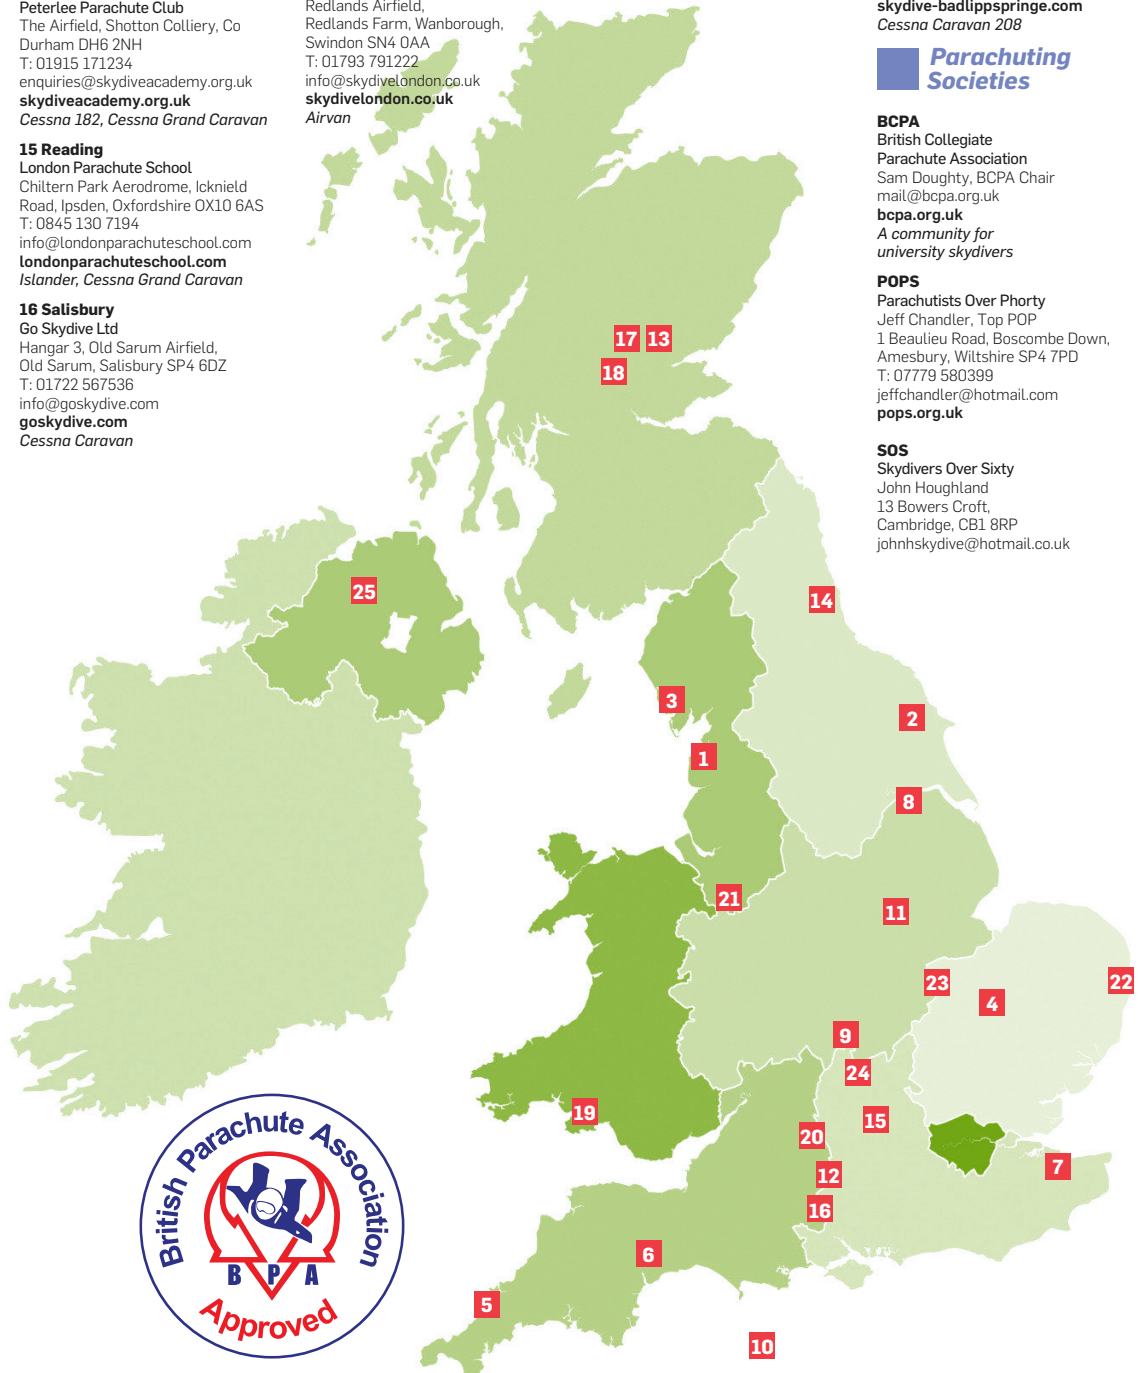 Peterlee Parachute Club
The Airfield, Shotton Colliery, Co
Durham DH6 2NH
T: 01915 171234
enquiries@skydiveacademy.org.uk
skydiveacademy.org.uk
Cessna 182, Cessna Grand Caravan
15 Reading
London Parachute School
Chiltern Park Aerodrome, Icknield
Road, Ipsden, Oxfordshire OX10 6AS
T: 0845 130 7194
info@londonparachuteschool.com
londonparachuteschool.com
Islander, Cessna Grand Caravan
16 Salisbury
Go Skydive Ltd
Hangar 3, Old Sarum Airfield,
Old Sarum, Salisbury SP4 6DZ
T: 01722 567536
info@goskydive.com
goskydive.com
Cessna Caravan
Redlands Airfield,
Redlands Farm, Wanborough,
Swindon SN4 0AA
T: 01793 791222
info@skydivelondon.co.uk
skydivelondon.co.uk
Airvan
skydive-badlippspringe.com
Cessna Caravan 208
Parachuting
Societies
BCPA
British Collegiate
Parachute Association
Sam Doughty, BCPA Chair
mail@bcpa.org.uk
bcpa.org.uk
A community for
university skydivers
POPS
Parachutists Over Phorty
Jeff Chandler, Top POP
1 Beaulieu Road, Boscombe Down,
Amesbury, Wiltshire SP4 7PD
T: 07779 580399
jeffchandler@hotmail.com
pops.org.uk
SOS
Skydivers Over Sixty
John Houghland
13 Bowers Croft,
Cambridge, CB1 8RP
johnhskydive@hotmail.co.uk
17 13
18
25
14
3
2
1
8
21
11
23
4
22
9
24
19
15
20
7
12
16
6
5
10
British Parachute Association
B P A
Approved